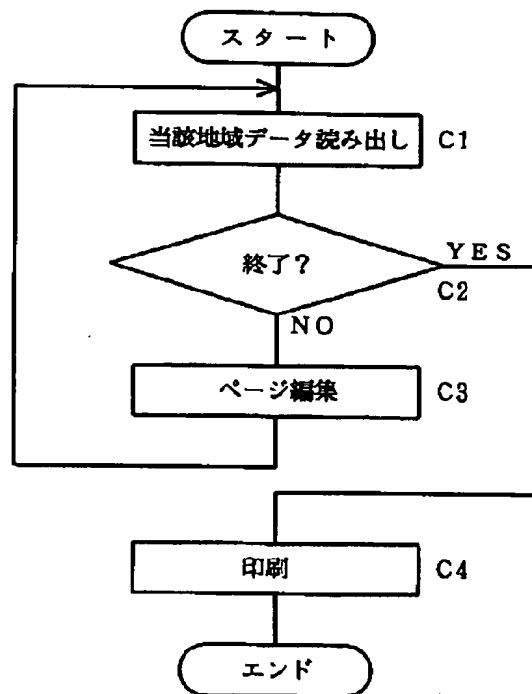 スタート
当該地域データ読み出し C1
終了?
YES
C2
NO
ページ編集 C3
印刷 C4
エンド